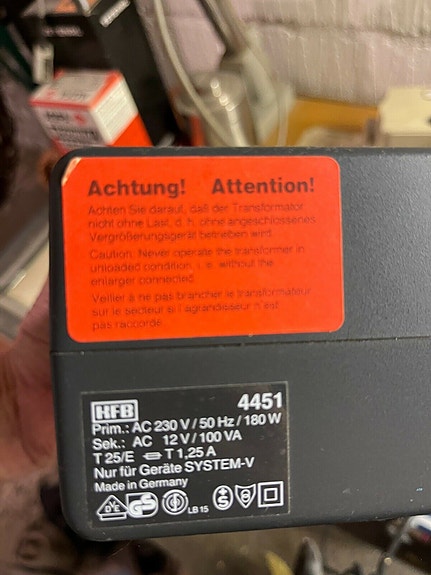 Achtung! Attention!
Achten Sie darauf, daß der Transformator
nicht ohne Last, d. h. ohne angeschlossenes
Vergrößerungsgerät betrieben wird.
Caution: Never operate the transformer in
unloaded condition, i. e. without the
enlarger connected.
Veiller à ne pas brancher le transformateur
sur le secteur si l'agrandisseur n'est
pas raccordé.
KFB 4451
Prim.: AC 230 V / 50 Hz / 180 W
Sek.: AC 12 V / 100 VA
T 25/E T 1,25 A
Nur für Geräte SYSTEM-V
Made in Germany
VDE GS LB 15 S